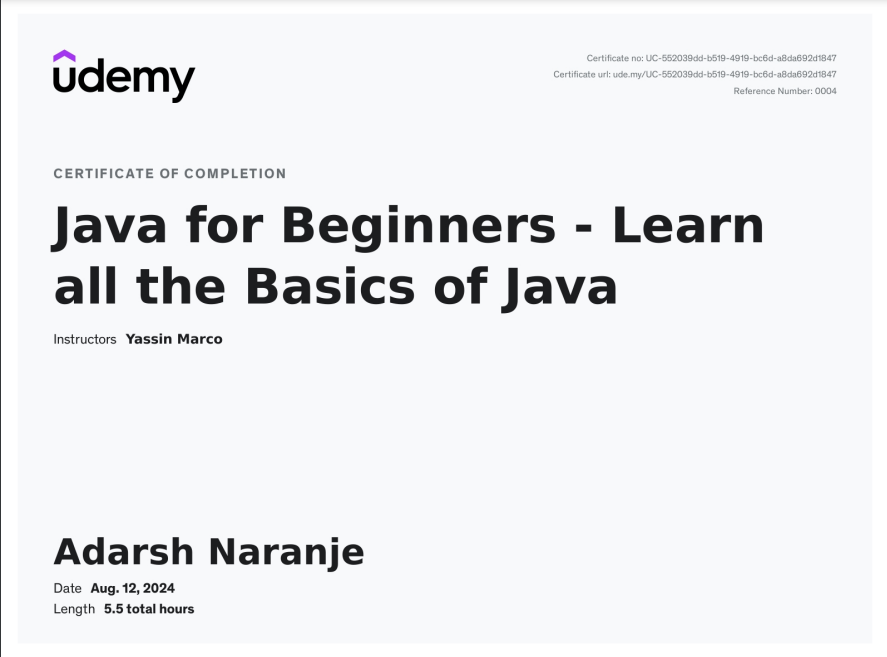 udemy
Certificate no: UC-552039dd-b519-4919-bc6d-a8da692d1847
Certificate url: ude.my/UC-552039dd-b519-4919-bc6d-a8da692d1847
Reference Number: 0004
CERTIFICATE OF COMPLETION
Java for Beginners - Learn
all the Basics of Java
Instructors Yassin Marco
Adarsh Naranje
Date Aug. 12, 2024
Length 5.5 total hours